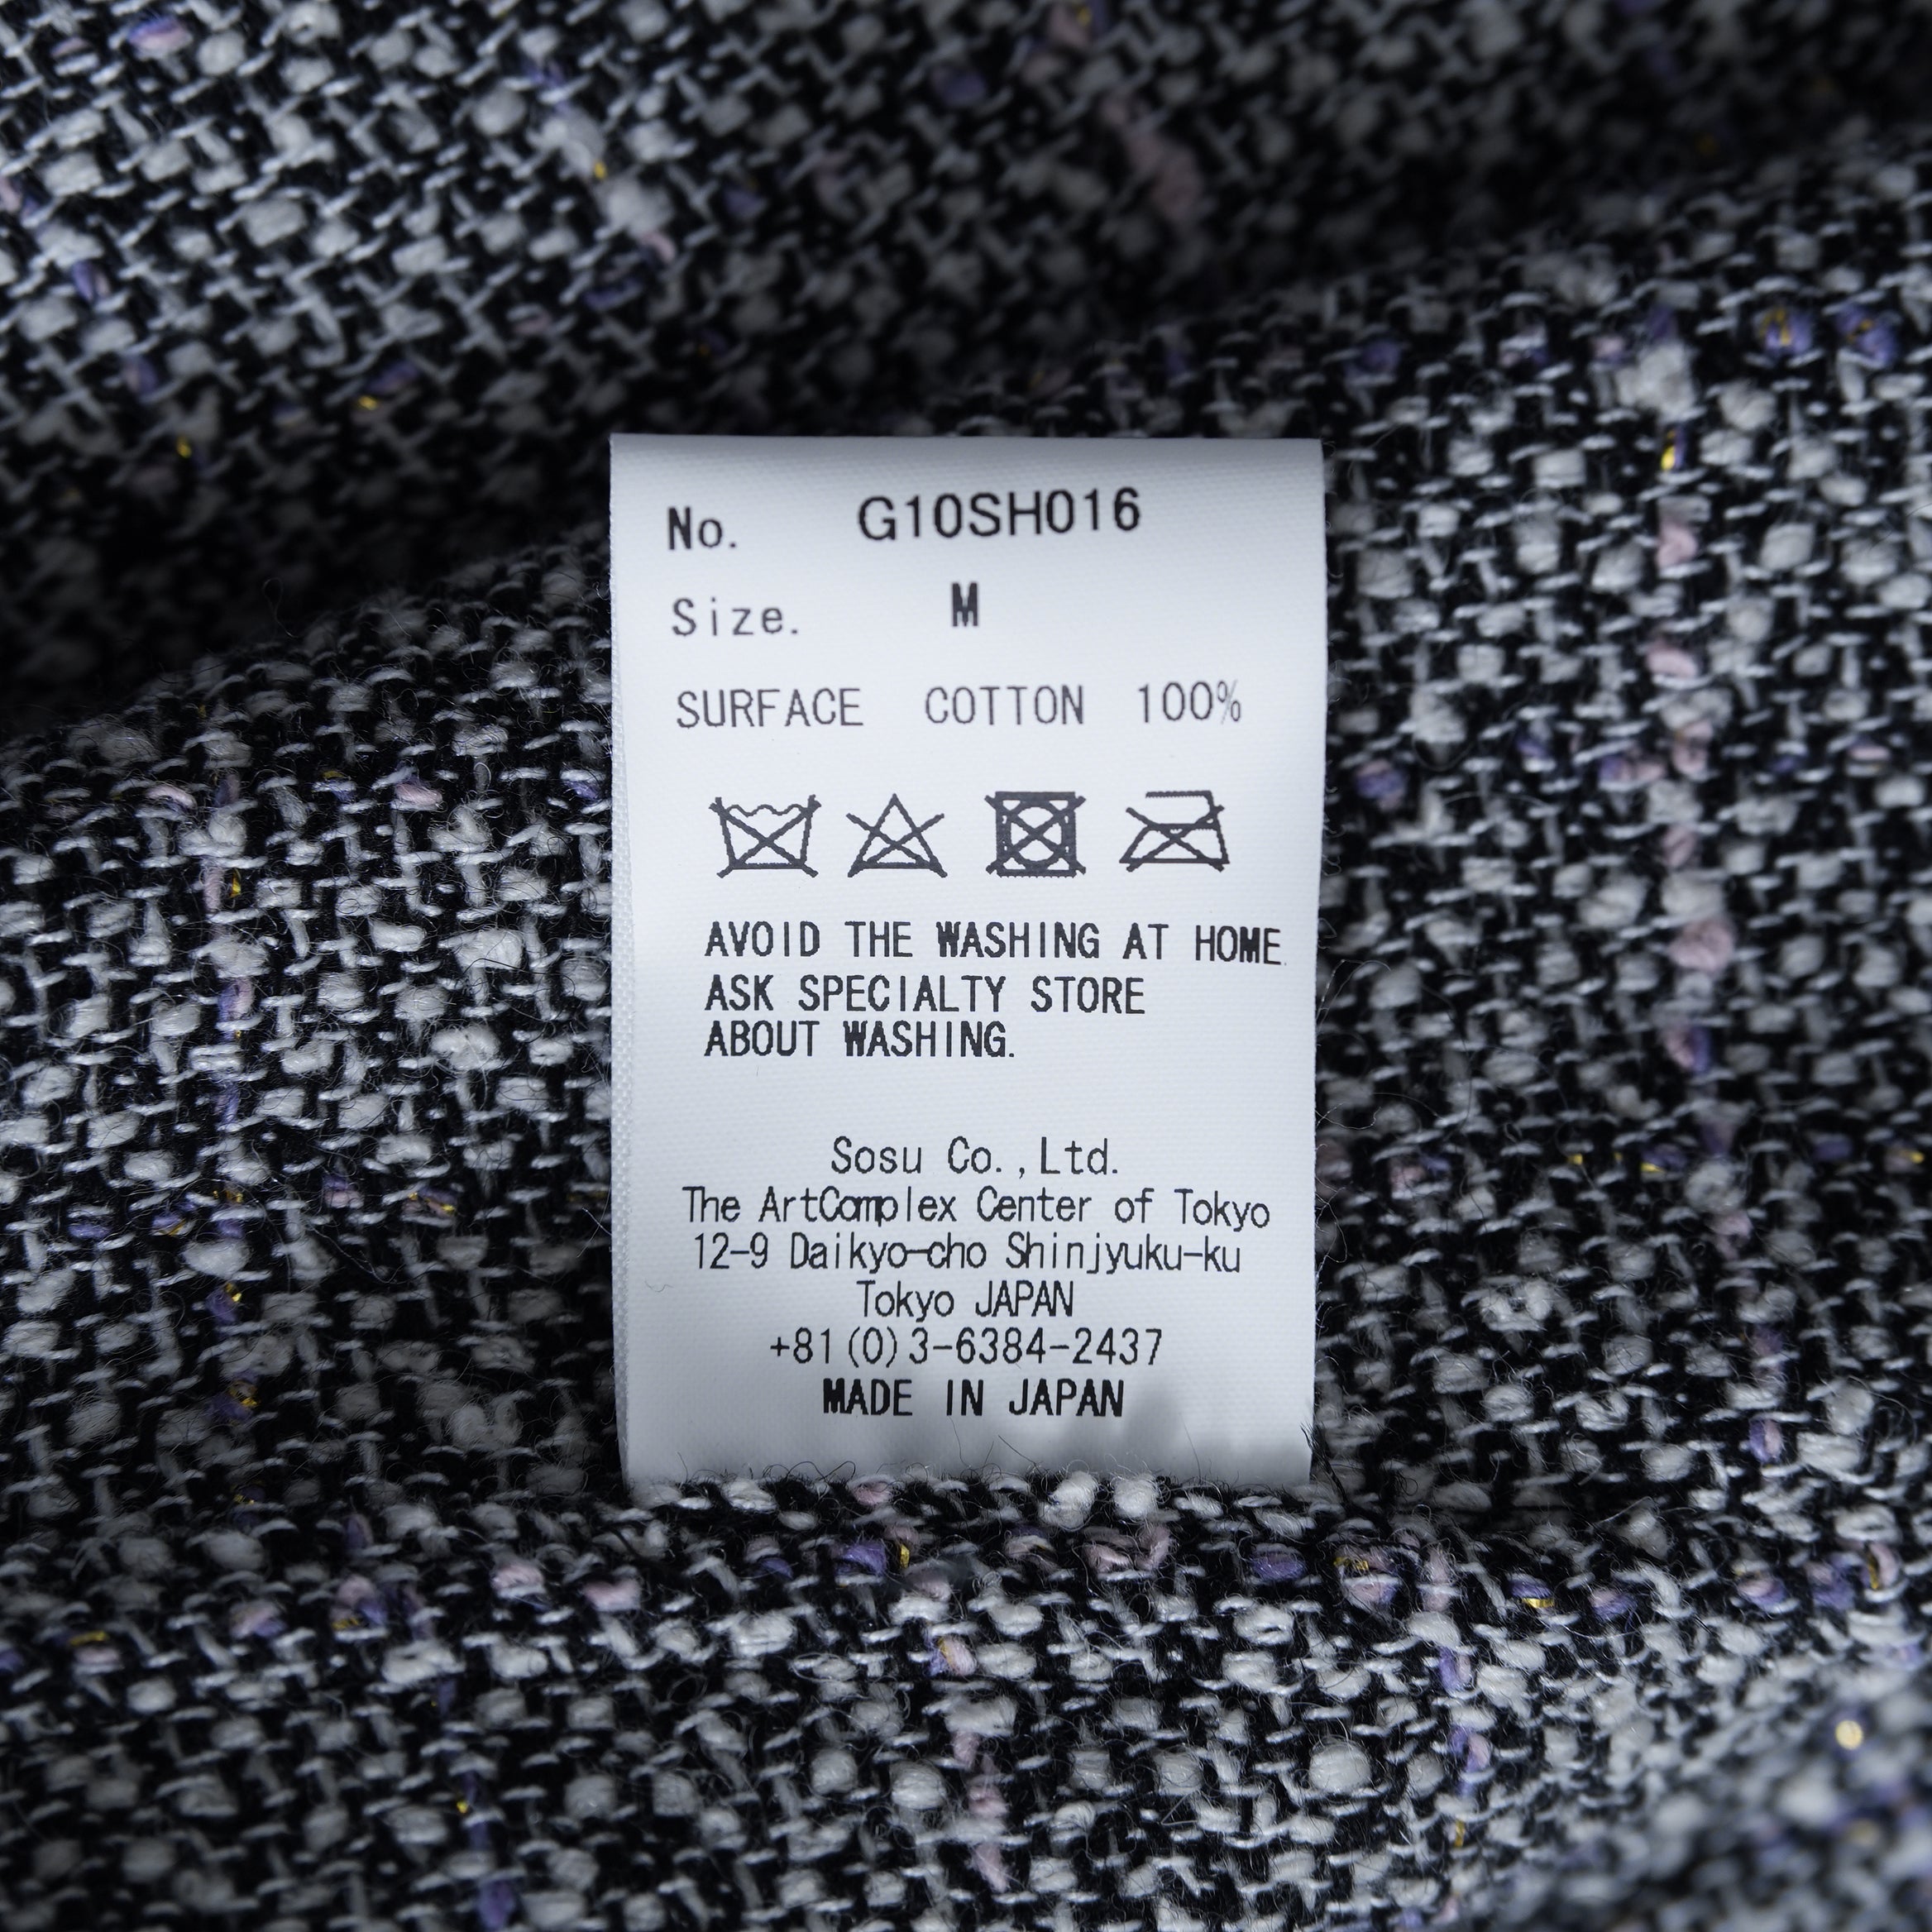 No. G10SH016
Size. M
SURFACE COTTON 100%
AVOID THE WASHING AT HOME.
ASK SPECIALTY STORE
ABOUT WASHING.
Sosu Co.,Ltd.
The ArtComplex Center of Tokyo
12-9 Daikyo-cho Shinjyuku-ku
Tokyo JAPAN
+81(0)3-6384-2437
MADE IN JAPAN